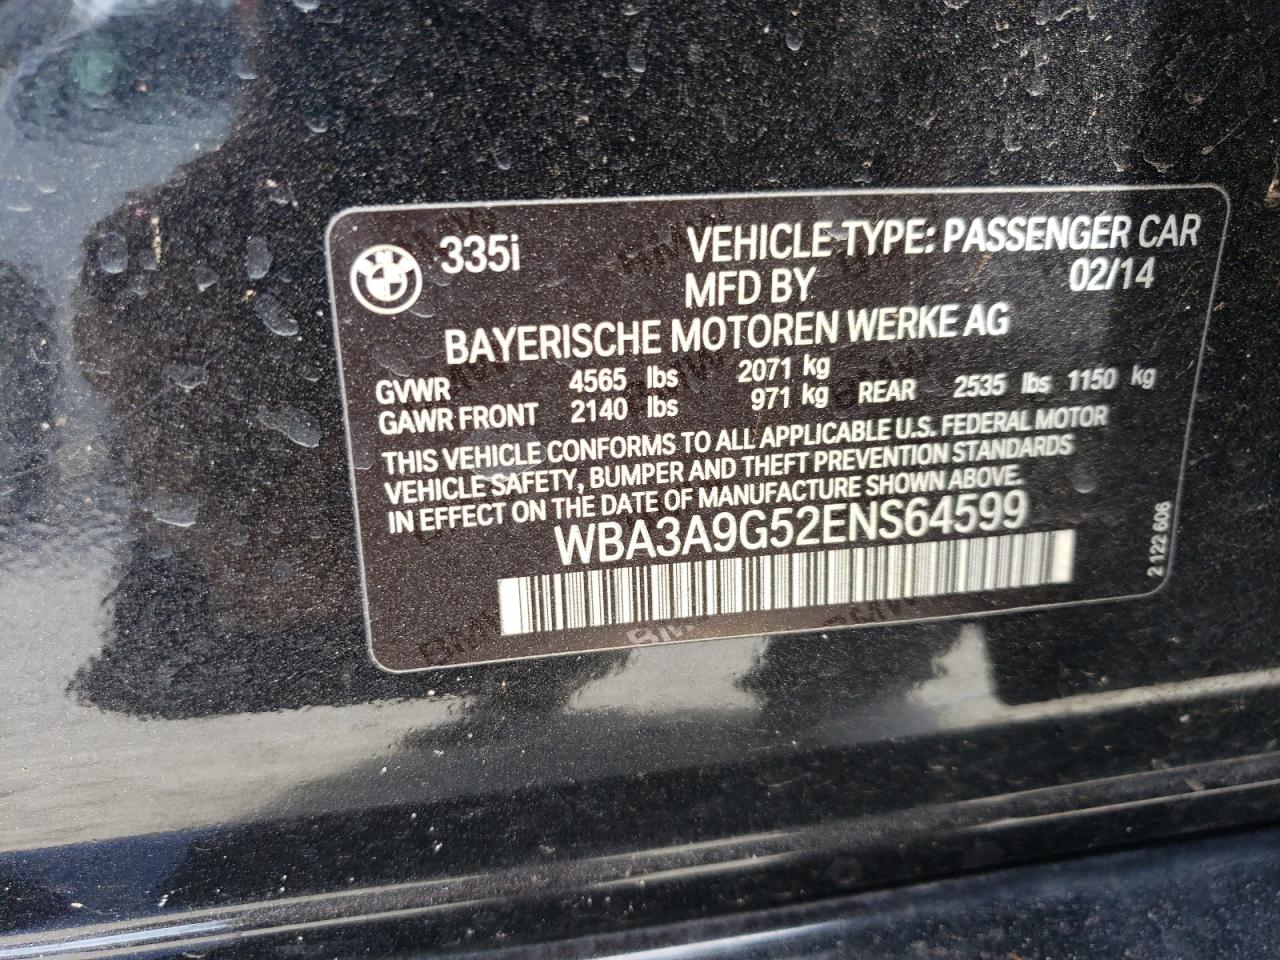 335i VEHICLE TYPE: PASSENGER CAR
MFD BY 02/14
BAYERISCHE MOTOREN WERKE AG
GVWR 4565 lbs 2071 kg
GAWR FRONT 2140 lbs 971 kg REAR 2535 lbs 1150 kg
THIS VEHICLE CONFORMS TO ALL APPLICABLE U.S. FEDERAL MOTOR
VEHICLE SAFETY, BUMPER AND THEFT PREVENTION STANDARDS
IN EFFECT ON THE DATE OF MANUFACTURE SHOWN ABOVE.
WBA3A9G52ENS64599
2 122 606